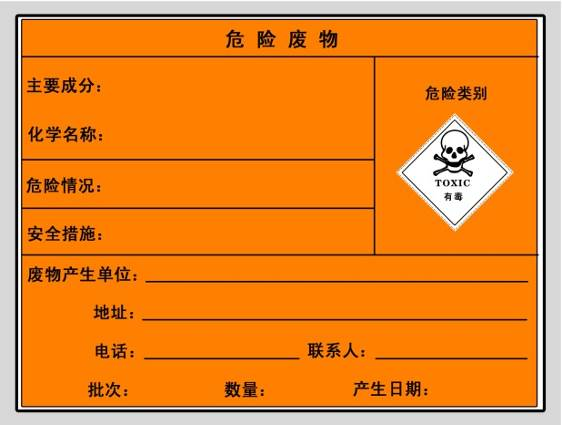 危险废物
主要成分：
化学名称：
危险类别
TOXIC
有毒
危险情况：
安全措施：
废物产生单位：
地址：
电话： 联系人：
批次： 数量： 产生日期：